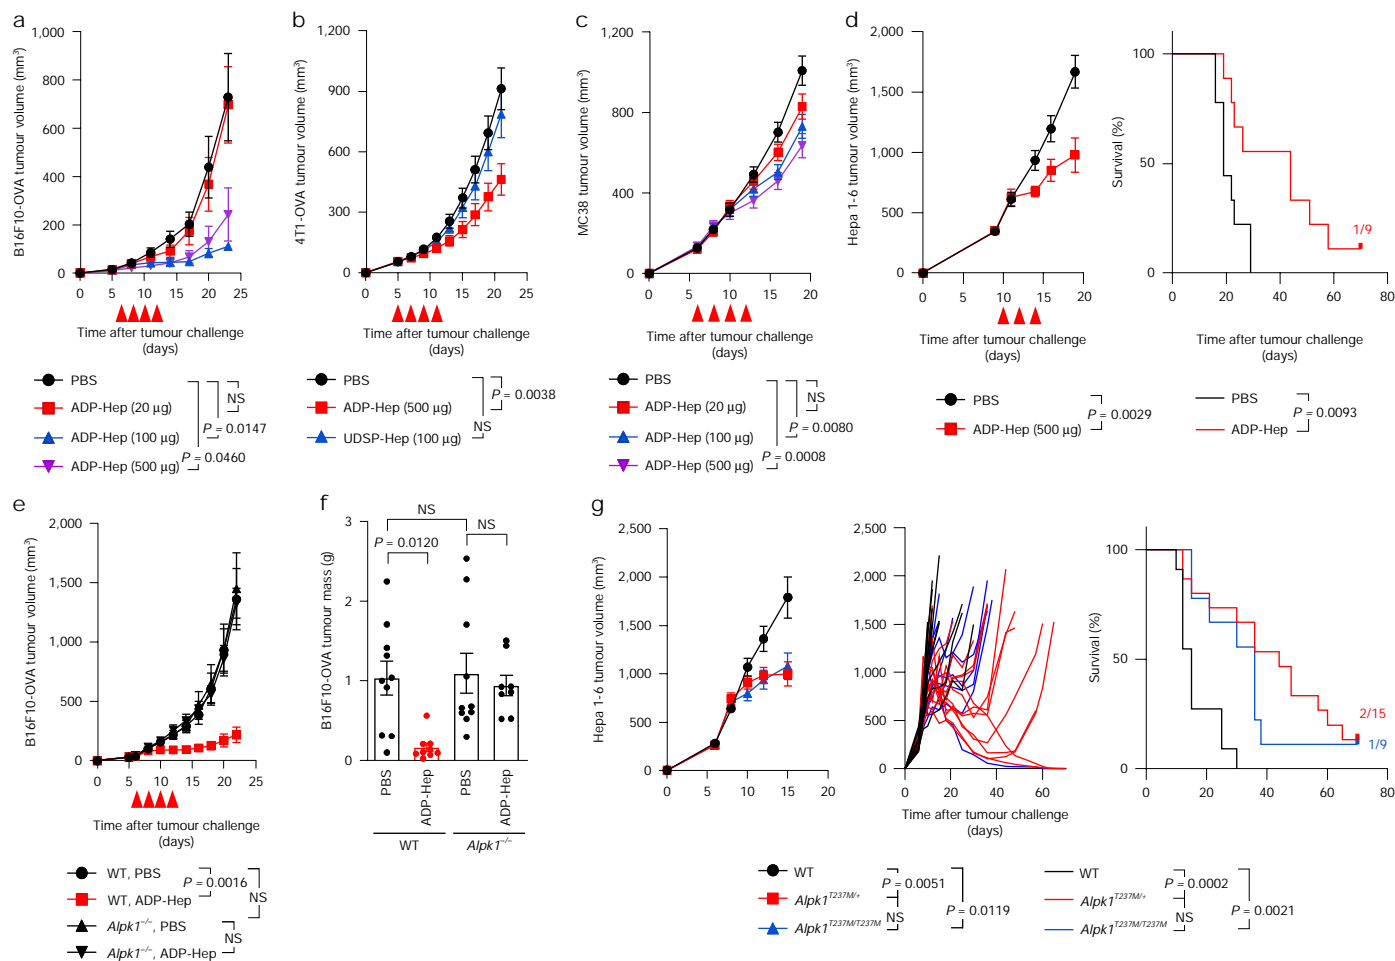 a
B16F10-OVA tumour volume (mm³)
1,000
800
600
400
200
0
0 5 10 15 20 25
Time after tumour challenge
(days)
PBS
ADP-Hep (20 µg)
ADP-Hep (100 µg)
ADP-Hep (500 µg)
NS
P = 0.0147
P = 0.0460
b
4T1-OVA tumour volume (mm³)
1,200
900
600
300
0
0 5 10 15 20 25
Time after tumour challenge
(days)
PBS
ADP-Hep (500 µg)
UDSP-Hep (100 µg)
P = 0.0038
NS
c
MC38 tumour volume (mm³)
1,200
800
400
0
0 5 10 15 20
Time after tumour challenge
(days)
PBS
ADP-Hep (20 µg)
ADP-Hep (100 µg)
ADP-Hep (500 µg)
NS
P = 0.0080
P = 0.0008
d
Hepa 1-6 tumour volume (mm³)
2,000
1,500
1,000
500
0
0 5 10 15 20
Time after tumour challenge
(days)
PBS
ADP-Hep (500 µg)
P = 0.0029
Survival (%)
100
50
0
1/9
0 20 40 60 80
Time after tumour challenge
(days)
PBS
ADP-Hep
P = 0.0093
e
B16F10-OVA tumour volume (mm³)
2,000
1,500
1,000
500
0
0 5 10 15 20 25
Time after tumour challenge
(days)
WT, PBS
WT, ADP-Hep
Alpk1⁻/⁻, PBS
Alpk1⁻/⁻, ADP-Hep
P = 0.0016
NS
NS
f
B16F10-OVA tumour mass (g)
3
2
1
0
NS
NS
P = 0.0120
PBS
ADP-Hep
PBS
ADP-Hep
WT
Alpk1⁻/⁻
g
Hepa 1-6 tumour volume (mm³)
2,500
2,000
1,500
1,000
500
0
0 5 10 15 20
2,500
2,000
1,500
1,000
500
0
0 20 40 60
Time after tumour challenge
(days)
Survival (%)
100
50
0
2/15
1/9
0 20 40 60 80
WT
Alpk1T237M/+
Alpk1T237M/T237M
P = 0.0051
NS
P = 0.0119
WT
Alpk1T237M/+
Alpk1T237M/T237M
P = 0.0002
NS
P = 0.0021